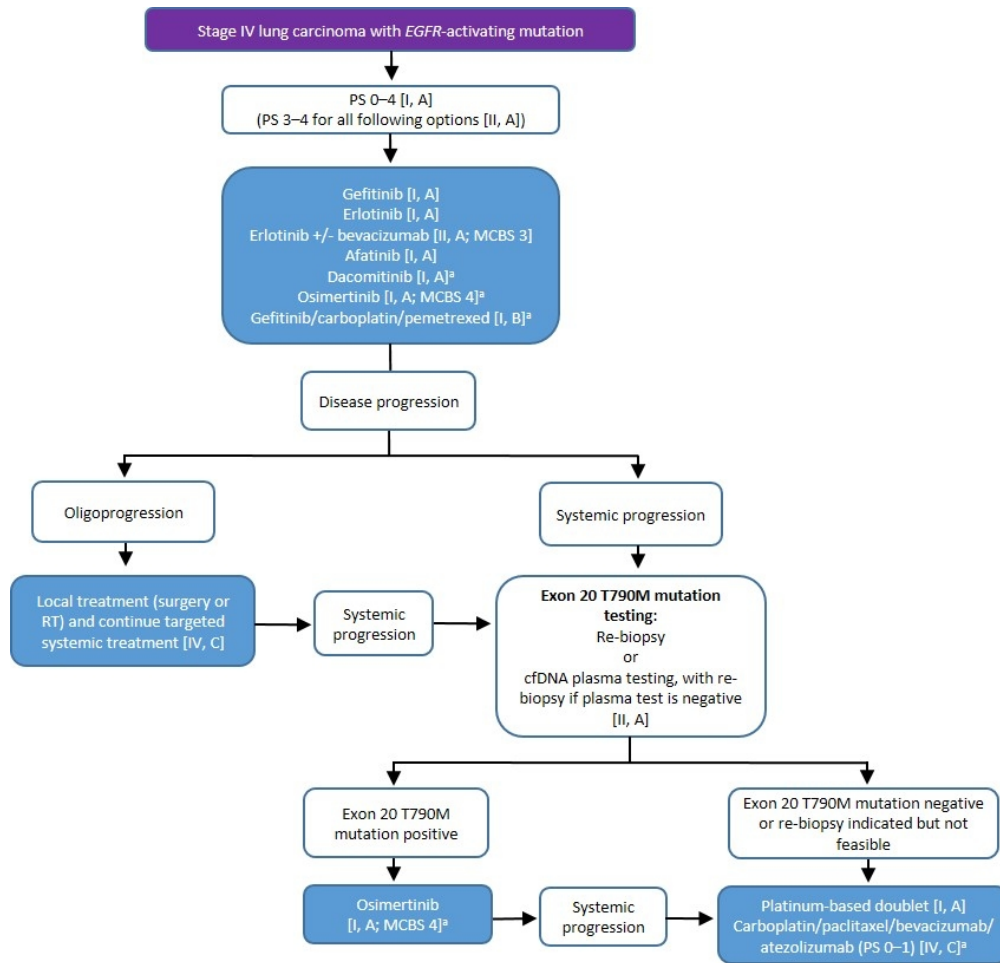 Stage IV lung carcinoma with EGFR-activating mutation
PS 0–4 [I, A]
(PS 3–4 for all following options [II, A])
Gefitinib [I, A]
Erlotinib [I, A]
Erlotinib +/- bevacizumab [II, A; MCBS 3]
Afatinib [I, A]
Dacomitinib [I, A]ᵃ
Osimertinib [I, A; MCBS 4]ᵃ
Gefitinib/carboplatin/pemetrexed [I, B]ᵃ
Disease progression
Oligoprogression
Systemic progression
Local treatment (surgery or
RT) and continue targeted
systemic treatment [IV, C]
Systemic
progression
Exon 20 T790M mutation
testing:
Re-biopsy
or
cfDNA plasma testing, with re-
biopsy if plasma test is negative
[II, A]
Exon 20 T790M
mutation positive
Exon 20 T790M mutation negative
or re-biopsy indicated but not
feasible
Osimertinib
[I, A; MCBS 4]ᵃ
Systemic
progression
Platinum-based doublet [I, A]
Carboplatin/paclitaxel/bevacizumab/
atezolizumab (PS 0–1) [IV, C]ᵃ